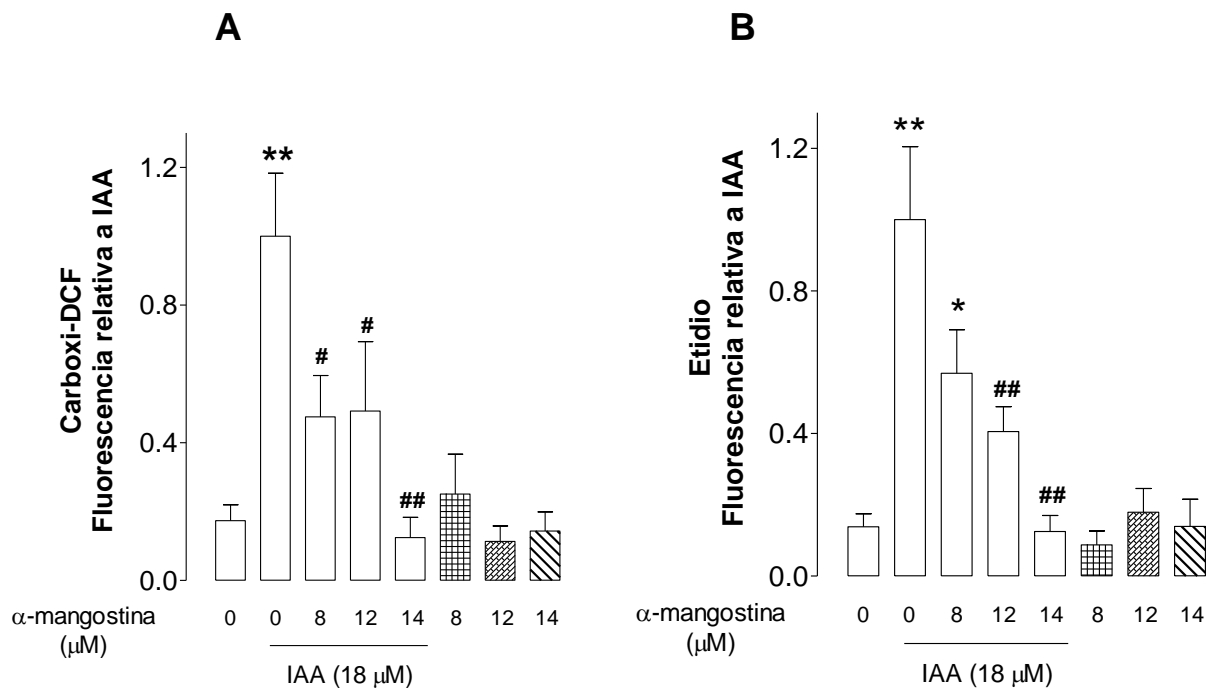 A
Carboxi-DCF
Fluorescencia relativa a IAA
1.2
0.8
0.4
0.0
**
#
#
##
α-mangostina
(μM)
0 0 8 12 14 8 12 14
IAA (18 μM)
B
Etidio
Fluorescencia relativa a IAA
1.2
0.8
0.4
0.0
**
*
##
##
α-mangostina
(μM)
0 0 8 12 14 8 12 14
IAA (18 μM)